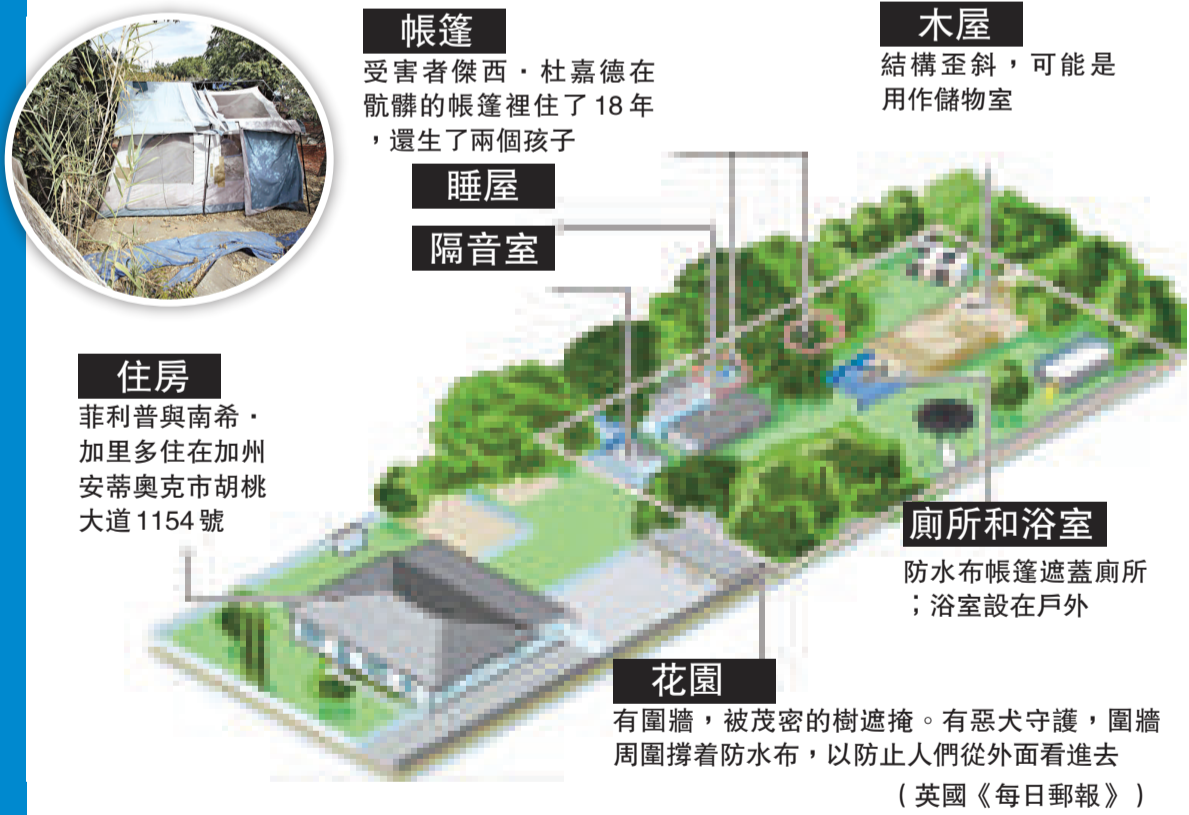 帳篷
受害者傑西·杜嘉德在
骯髒的帳篷裡住了18年
，還生了兩個孩子
木屋
結構歪斜，可能是
用作儲物室
睡屋
隔音室
住房
菲利普與南希·
加里多住在加州
安蒂奧克市胡桃
大道1154號
廁所和浴室
防水布帳篷遮蓋廁所
；浴室設在戶外
花園
有圍牆，被茂密的樹遮掩。有惡犬守護，圍牆
周圍撐着防水布，以防止人們從外面看進去
（英國《每日郵報》）